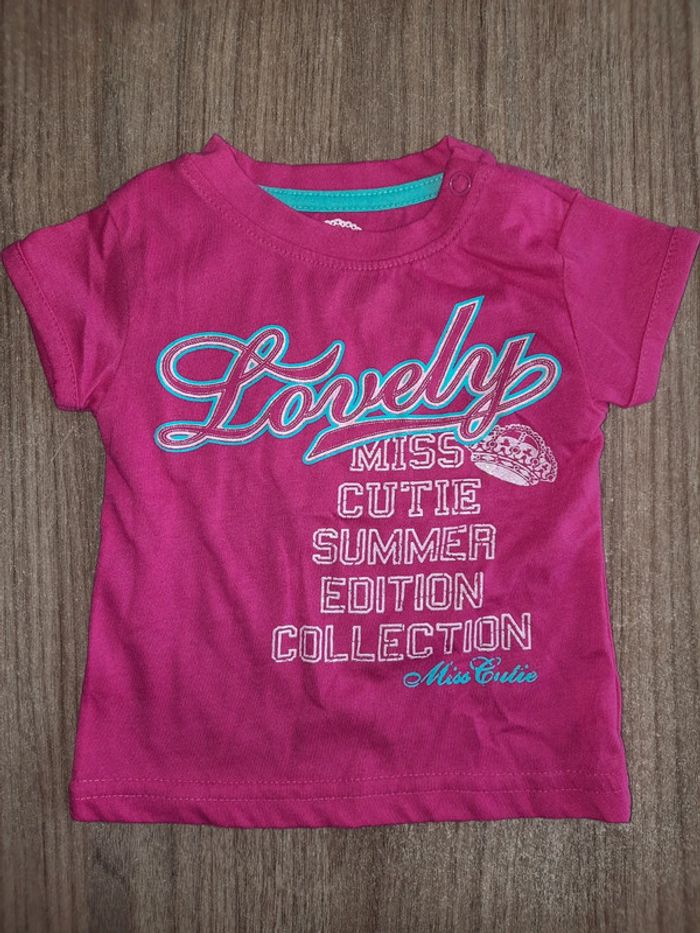 Lovely
MISS
CUTIE
SUMMER
EDITION
COLLECTION
Miss Cutie